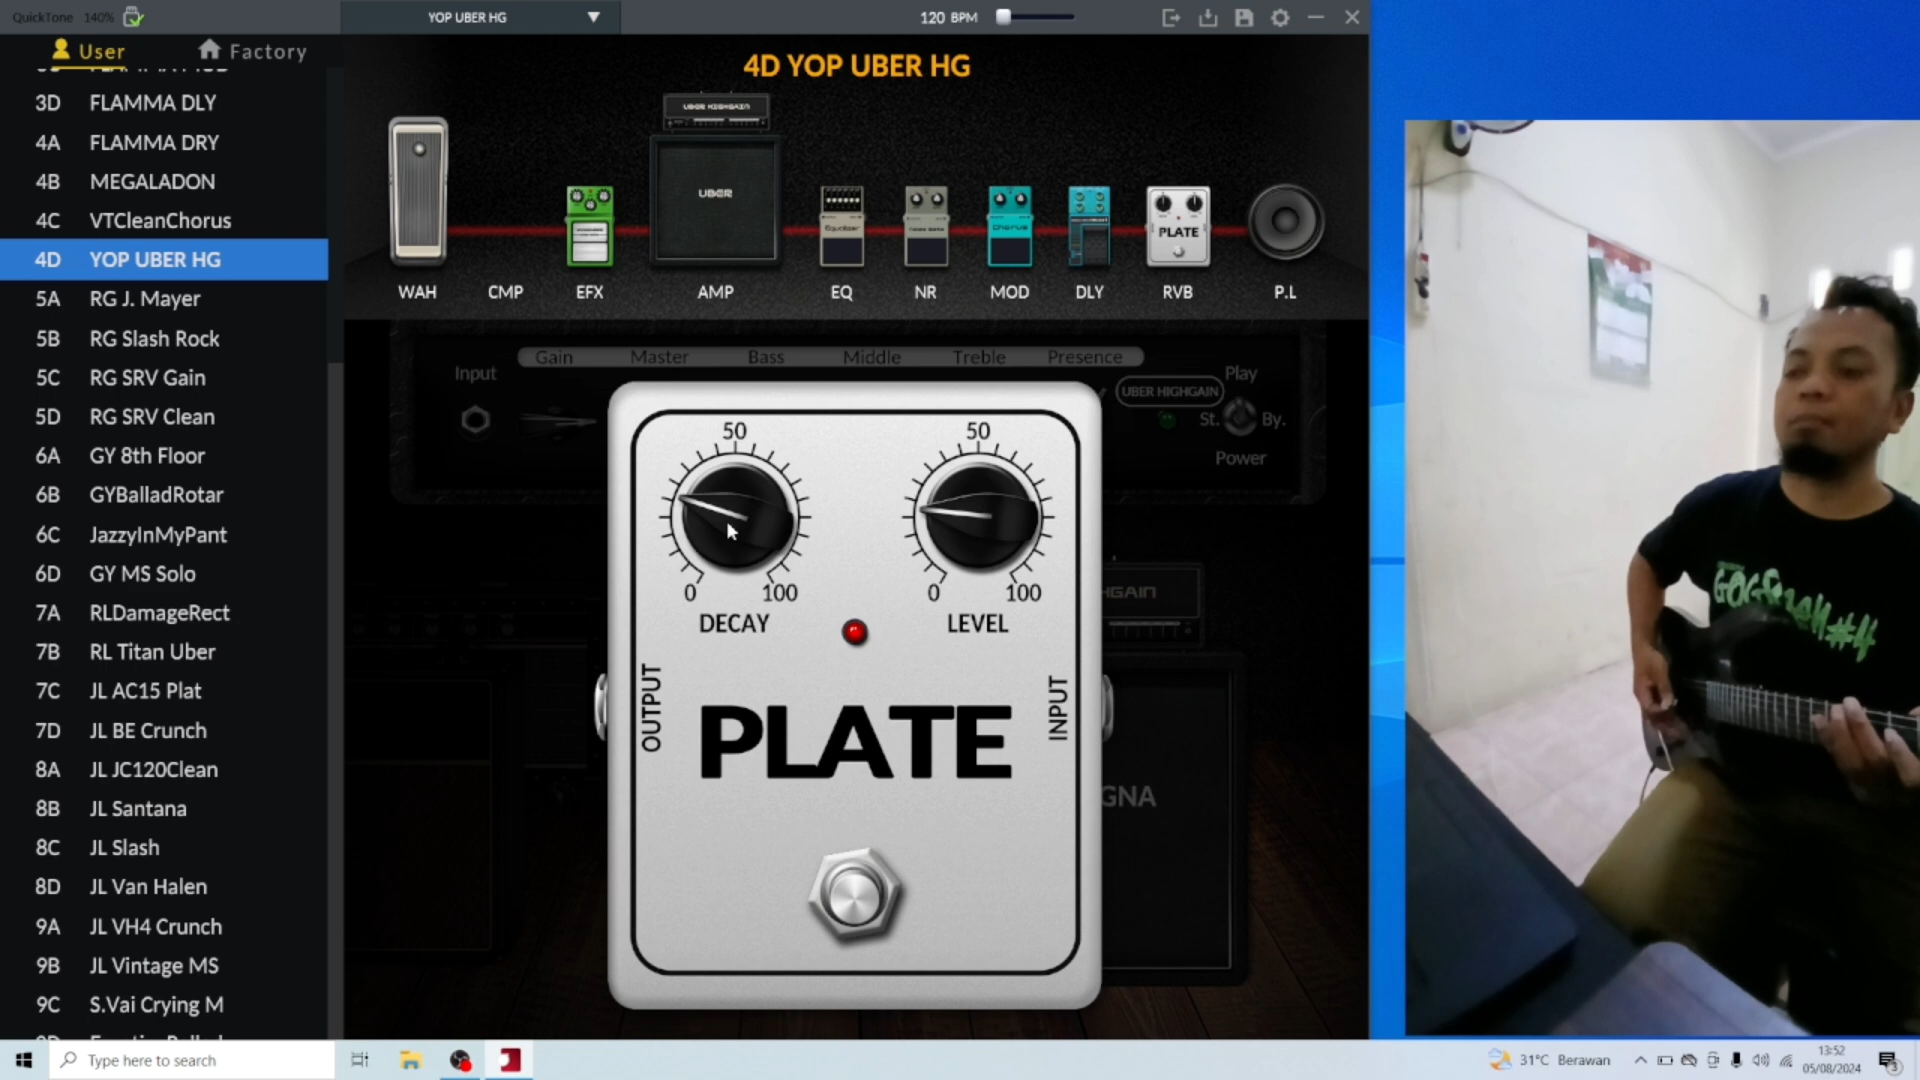 QuickTone 140%
YOP UBER HG
120 BPM
User
Factory
3D FLAMMA DLY
4A FLAMMA DRY
4B MEGALADON
4C VTCleanChorus
4D YOP UBER HG
5A RG J. Mayer
5B RG Slash Rock
5C RG SRV Gain
5D RG SRV Clean
6A GY 8th Floor
6B GYBalladRotar
6C JazzyInMyPant
6D GY MS Solo
7A RLDamageRect
7B RL Titan Uber
7C JL AC15 Plat
7D JL BE Crunch
8A JL JC120Clean
8B JL Santana
8C JL Slash
8D JL Van Halen
9A JL VH4 Crunch
9B JL Vintage MS
9C S.Vai Crying M
4D YOP UBER HG
UBER HIGHGAIN
UBER
Equalizer
Chorus
PLATE
WAH CMP EFX AMP EQ NR MOD DLY RVB P.L
Gain Master Bass Middle Treble Presence
Input
UBER HIGHGAIN
Play
St. By.
Power
50 50
0 100 0 100
DECAY LEVEL
OUTPUT
INPUT
PLATE
HGAIN
GNA
Type here to search
31°C Berawan
13:52
05/08/2024
3